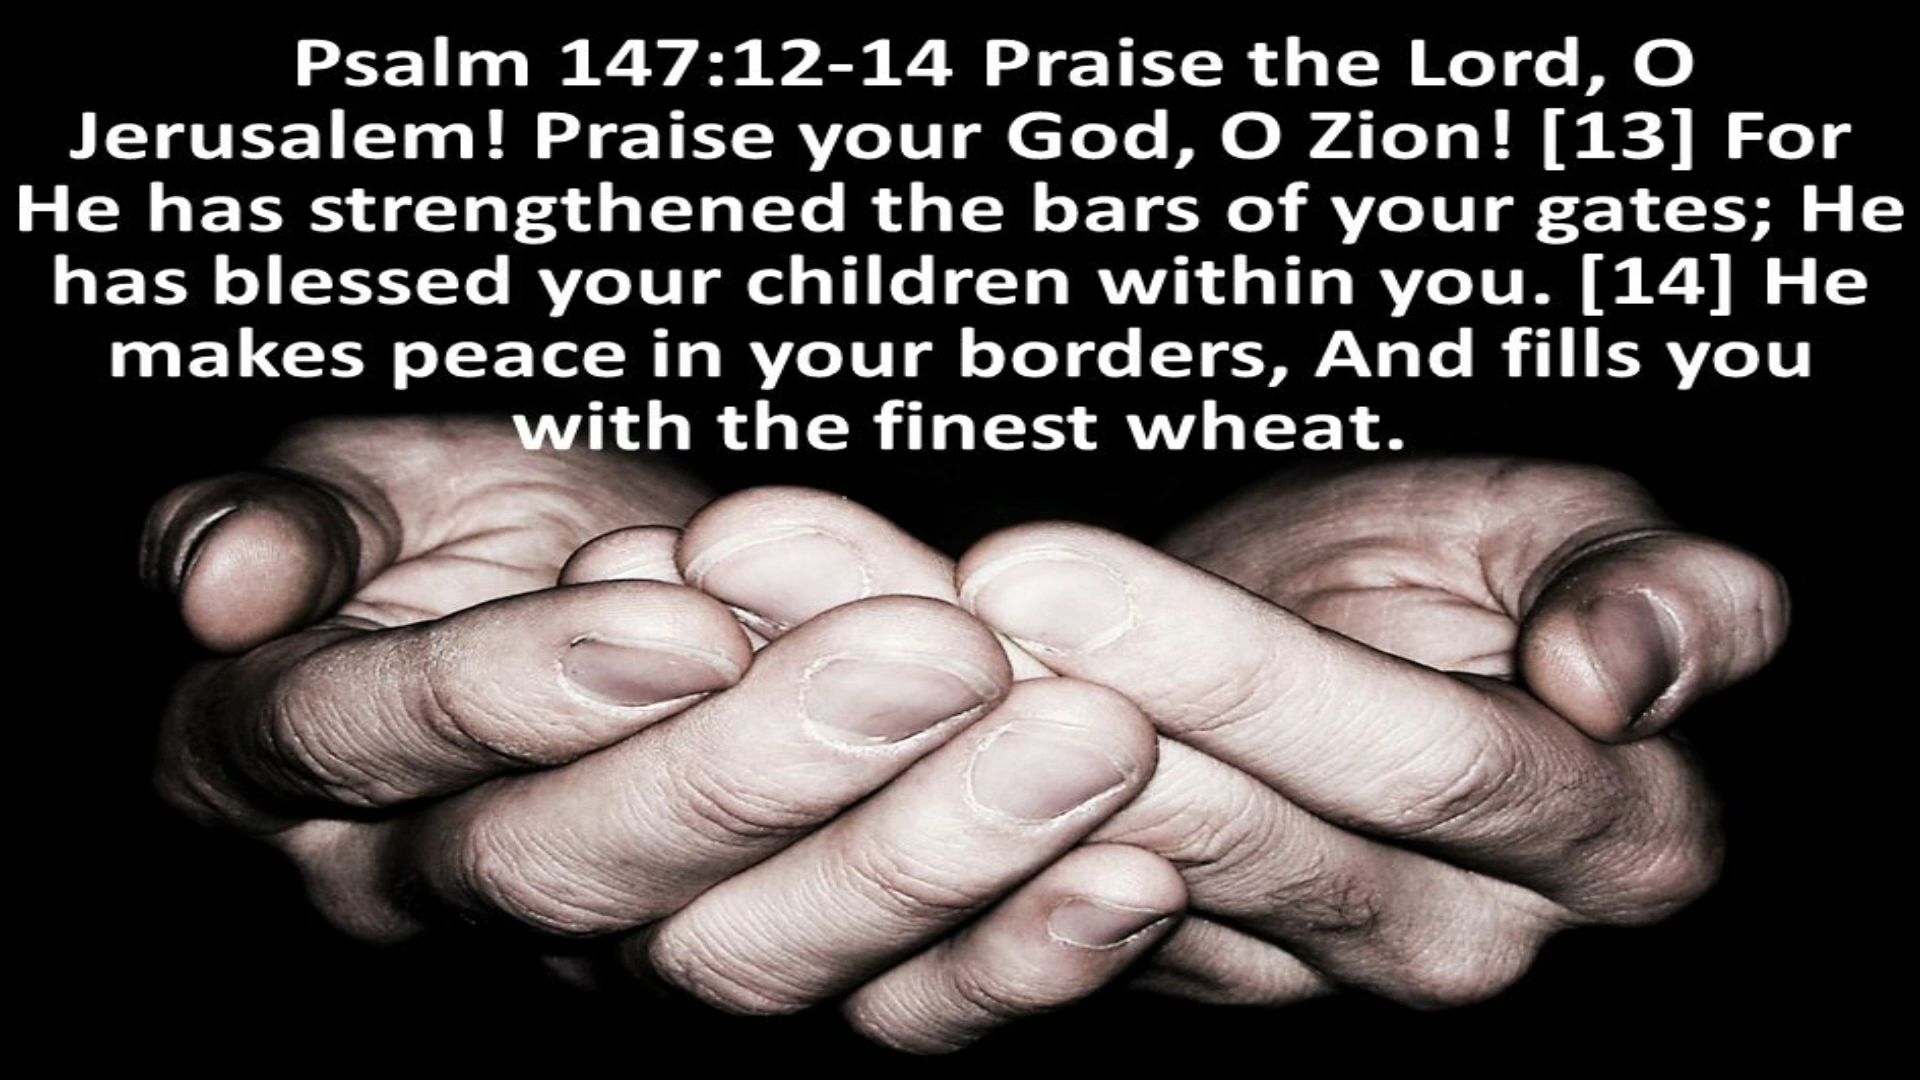 Psalm 147:12-14 Praise the Lord, O
Jerusalem! Praise your God, O Zion! [13] For
He has strengthened the bars of your gates; He
has blessed your children within you. [14] He
makes peace in your borders, And fills you
with the finest wheat.